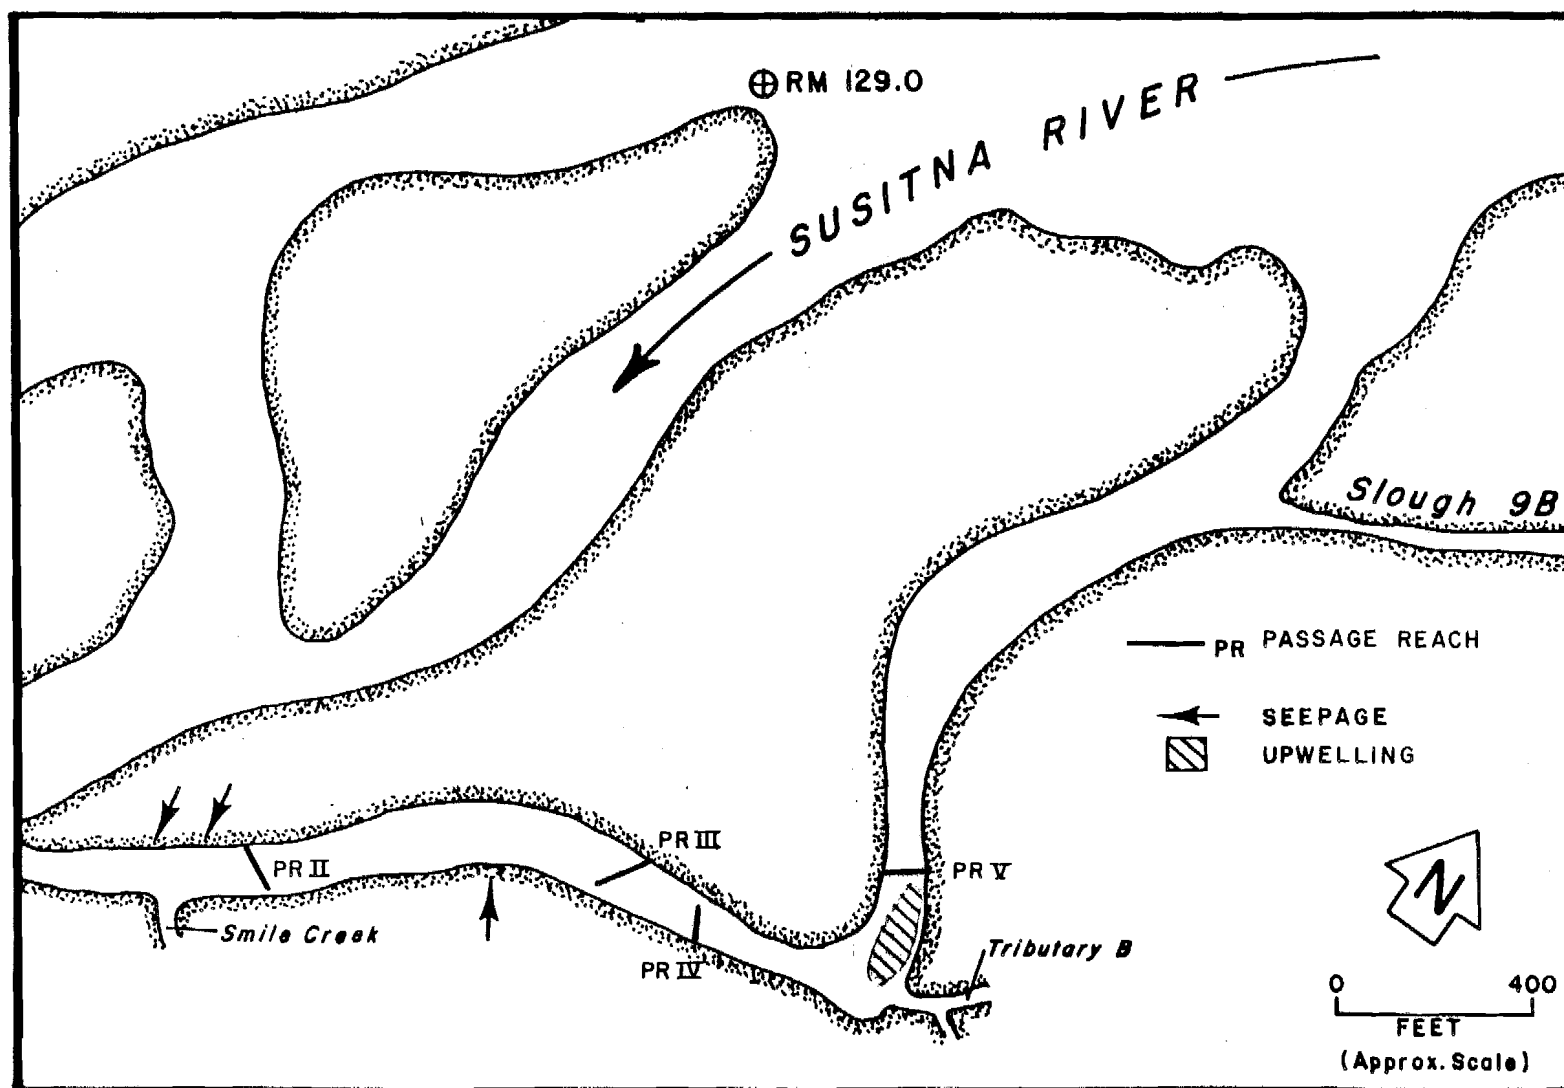 RM 129.0
SUSITNA RIVER
Slough 9B
PR PASSAGE REACH
SEEPAGE
UPWELLING
PR III
PR II
PR V
Smile Creek
PR IV
Tributary B
N
0 400
FEET
(Approx. Scale)